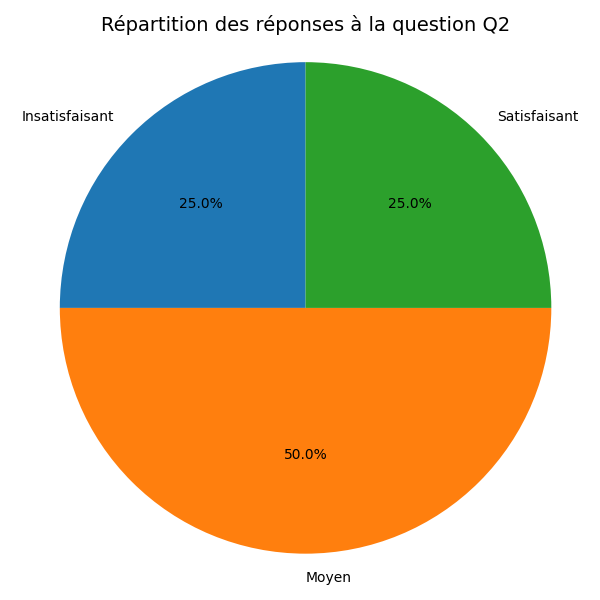 Répartition des réponses à la question Q2
Insatisfaisant
Satisfaisant
25.0%
25.0%
50.0%
Moyen